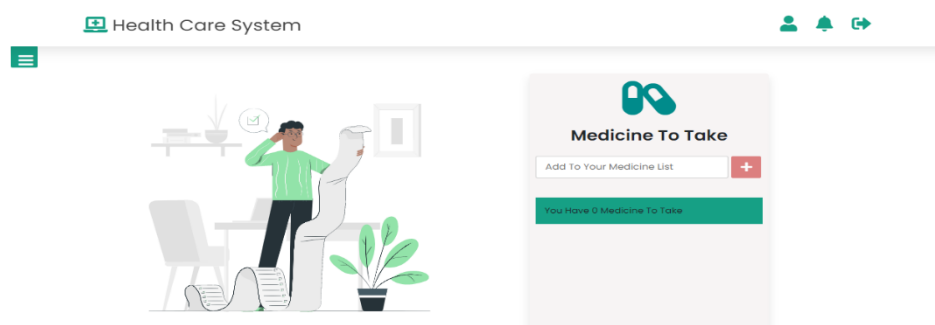 Health Care System
Medicine To Take
Add To Your Medicine List
You Have 0 Medicine To Take